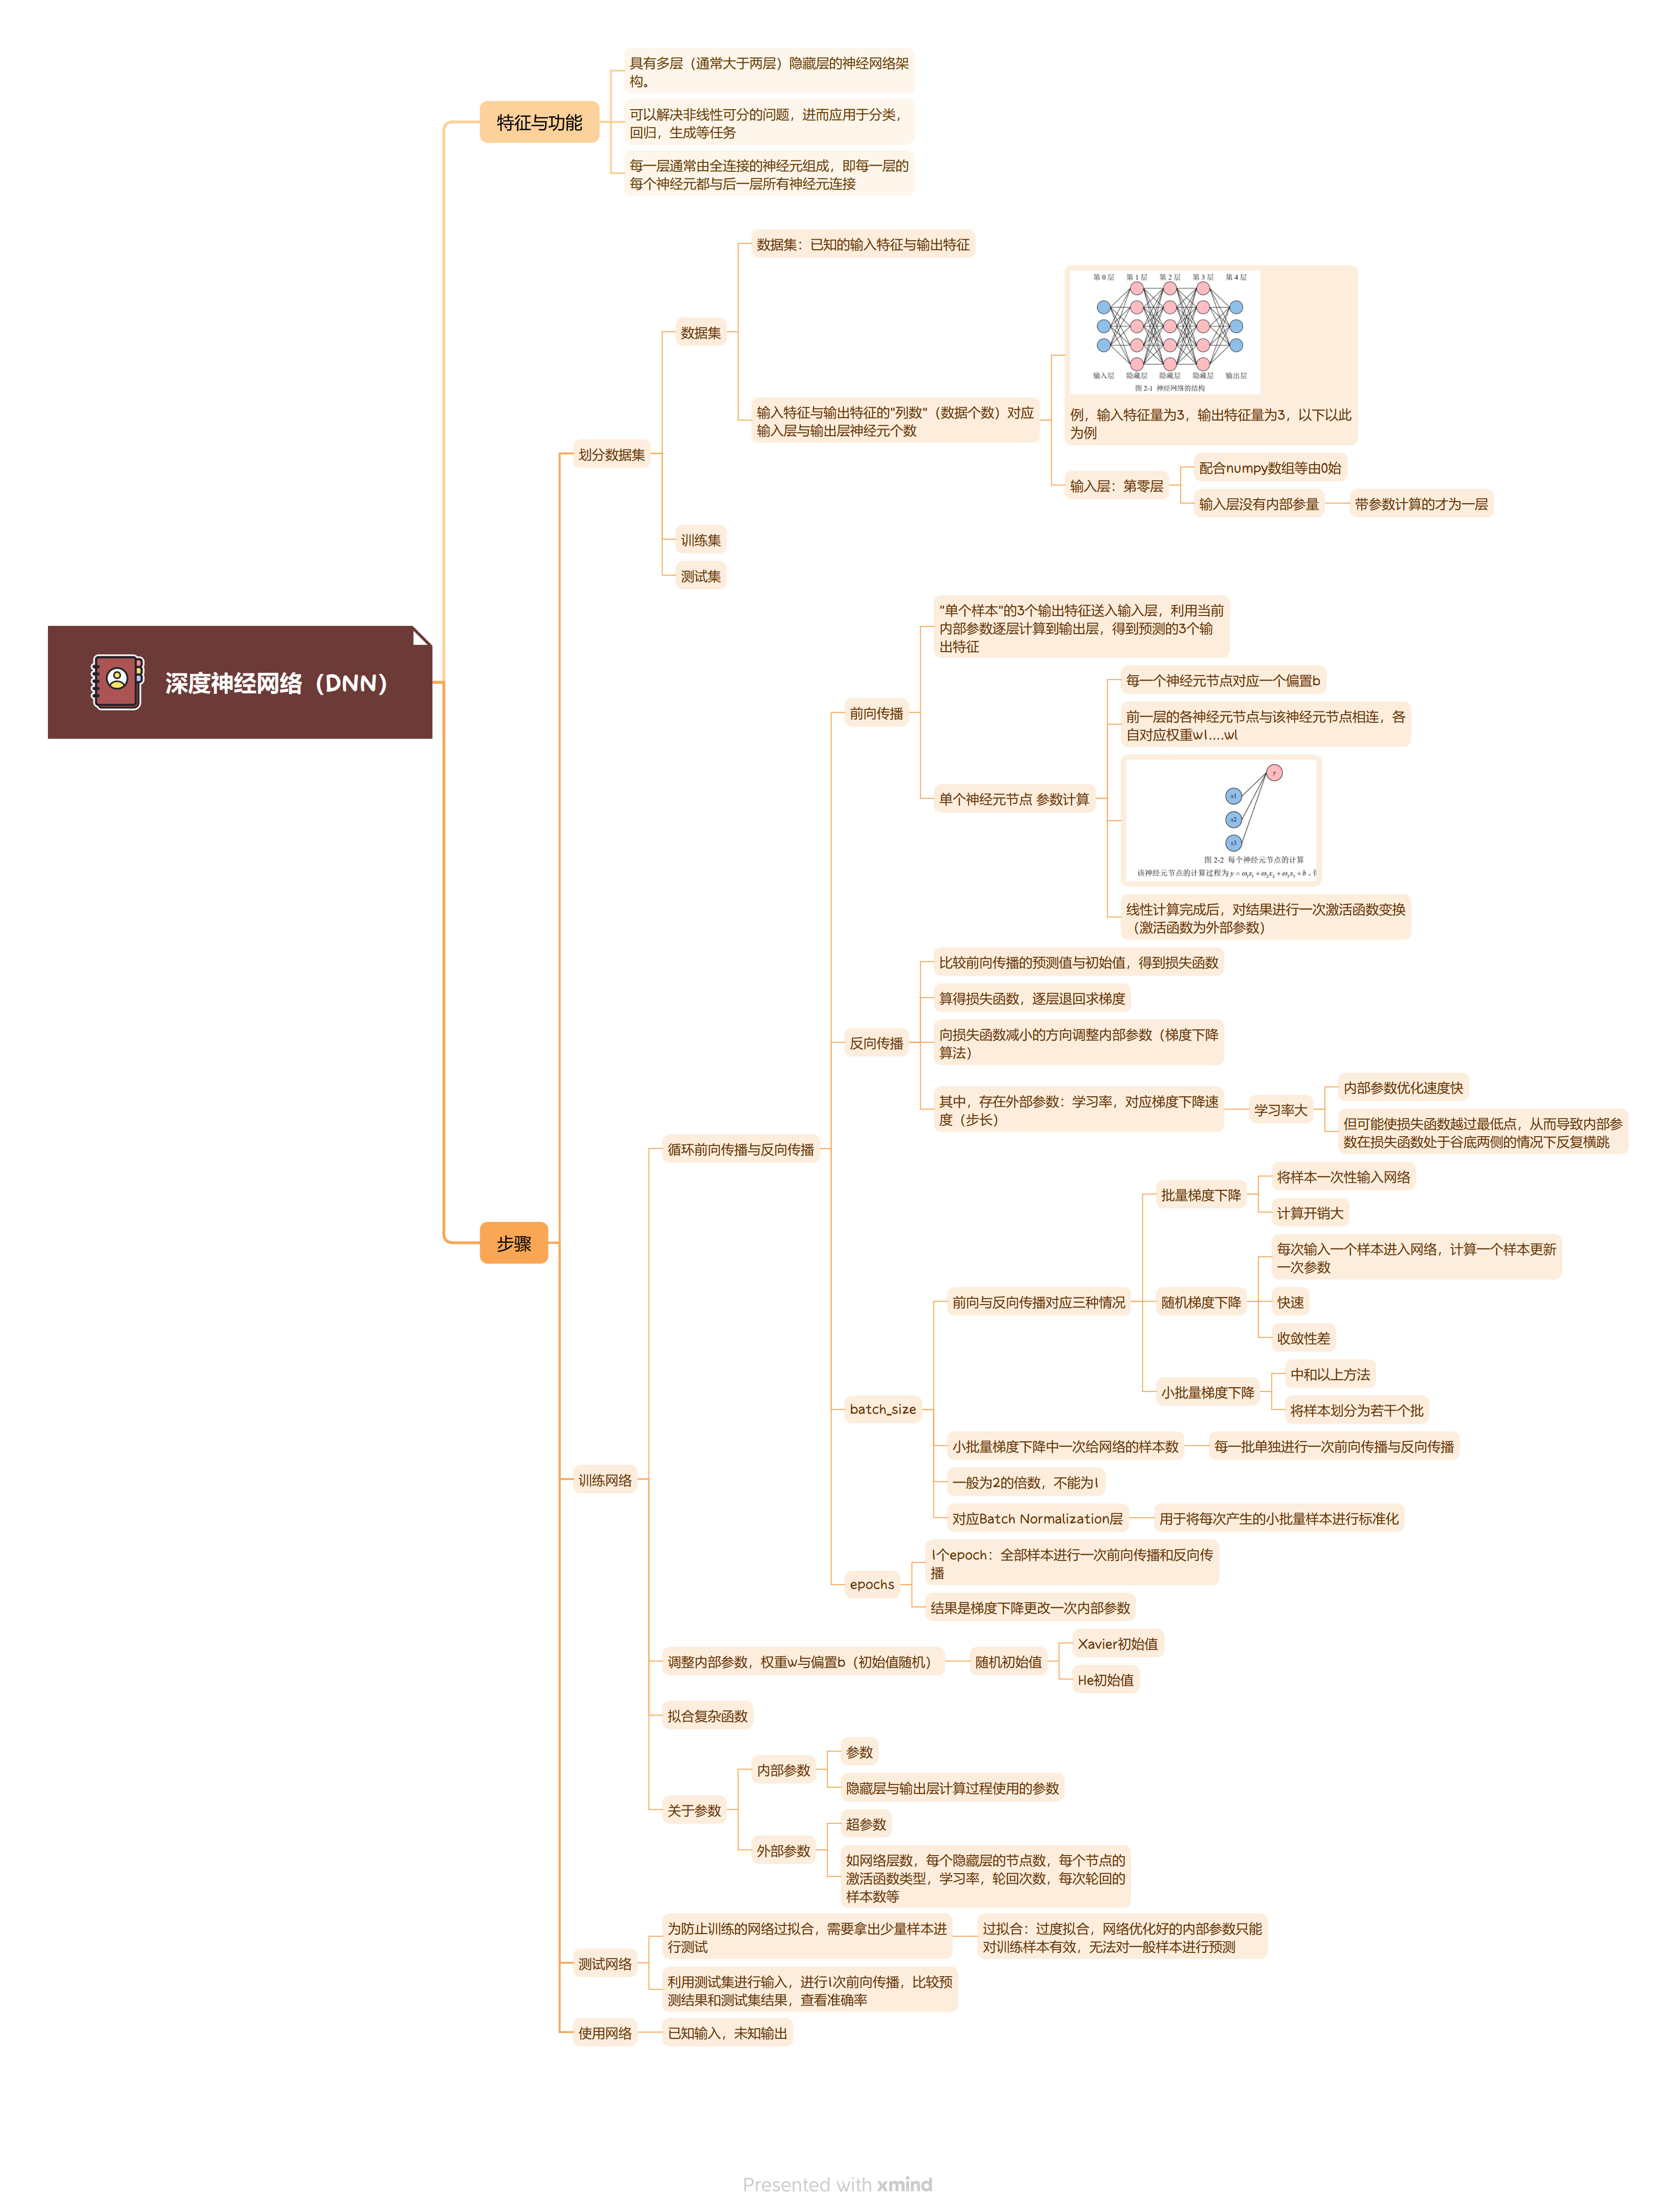 具有多层（通常大于两层）隐藏层的神经网络架
构。
特征与功能
可以解决非线性可分的问题，进而应用于分类，
回归，生成等任务
每一层通常由全连接的神经元组成，即每一层的
每个神经元都与后一层所有神经元连接
数据集：已知的输入特征与输出特征
第 0 层 第 1 层 第 2 层 第 3 层 第 4 层
输入层 隐藏层 隐藏层 隐藏层 输出层
图 2-1 神经网络的结构
数据集
输入特征与输出特征的"列数"（数据个数）对应
输入层与输出层神经元个数
例，输入特征量为3，输出特征量为3，以下以此
为例
划分数据集
输入层：第零层
配合numpy数组等由0始
输入层没有内部参量
带参数计算的才为一层
训练集
测试集
深度神经网络（DNN）
"单个样本"的3个输出特征送入输入层，利用当前
内部参数逐层计算到输出层，得到预测的3个输
出特征
前向传播
每一个神经元节点对应一个偏置b
前一层的各神经元节点与该神经元节点相连，各
自对应权重w1....w1
单个神经元节点 参数计算
y
x1
x2
x3
图 2-2 每个神经元节点的计算
该神经元节点的计算过程为 y = ω₁x₁ + ω₂x₂ + ω₃x₃ + b
线性计算完成后，对结果进行一次激活函数变换
（激活函数为外部参数）
比较前向传播的预测值与初始值，得到损失函数
算得损失函数，逐层退回求梯度
反向传播
向损失函数减小的方向调整内部参数（梯度下降
算法）
其中，存在外部参数：学习率，对应梯度下降速
度（步长）
学习率大
内部参数优化速度快
但可能使损失函数越过最低点，从而导致内部参
数在损失函数处于谷底两侧的情况下反复横跳
循环前向传播与反向传播
步骤
批量梯度下降
将样本一次性输入网络
计算开销大
前向与反向传播对应三种情况
随机梯度下降
每次输入一个样本进入网络，计算一个样本更新
一次参数
快速
收敛性差
小批量梯度下降
中和以上方法
将样本划分为若干个批
batch_size
小批量梯度下降中一次给网络的样本数
每一批单独进行一次前向传播与反向传播
一般为2的倍数，不能为1
对应Batch Normalization层
用于将每次产生的小批量样本进行标准化
训练网络
epochs
1个epoch：全部样本进行一次前向传播和反向传
播
结果是梯度下降更改一次内部参数
调整内部参数，权重w与偏置b（初始值随机）
随机初始值
Xavier初始值
He初始值
拟合复杂函数
关于参数
内部参数
参数
隐藏层与输出层计算过程使用的参数
外部参数
超参数
如网络层数，每个隐藏层的节点数，每个节点的
激活函数类型，学习率，轮回次数，每次轮回的
样本数等
测试网络
为防止训练的网络过拟合，需要拿出少量样本进
行测试
过拟合：过度拟合，网络优化好的内部参数只能
对训练样本有效，无法对一般样本进行预测
利用测试集进行输入，进行1次前向传播，比较预
测结果和测试集结果，查看准确率
使用网络
已知输入，未知输出
Presented with xmind